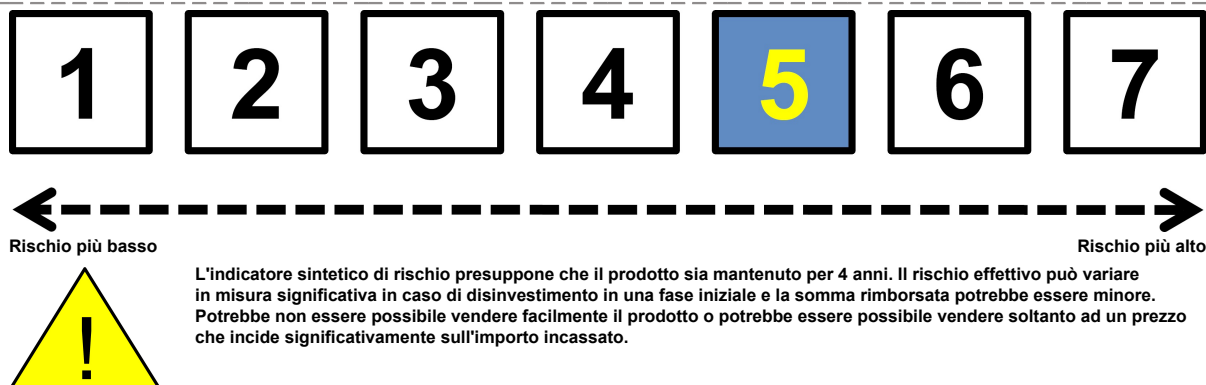 1 2 3 4 5 6 7
Rischio più basso Rischio più alto
L'indicatore sintetico di rischio presuppone che il prodotto sia mantenuto per 4 anni. Il rischio effettivo può variare
in misura significativa in caso di disinvestimento in una fase iniziale e la somma rimborsata potrebbe essere minore.
Potrebbe non essere possibile vendere facilmente il prodotto o potrebbe essere possibile vendere soltanto ad un prezzo
che incide significativamente sull'importo incassato.
!